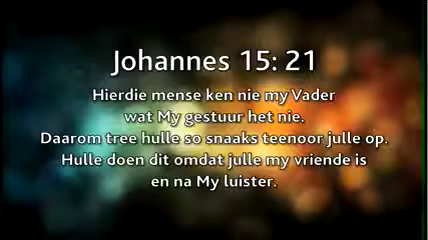 Johannes 15: 21
Hierdie mense ken nie my Vader
wat My gestuur het nie.
Daarom tree hulle so snaaks teenoor julle op.
Hulle doen dit omdat julle my vriende is
en na My luister.